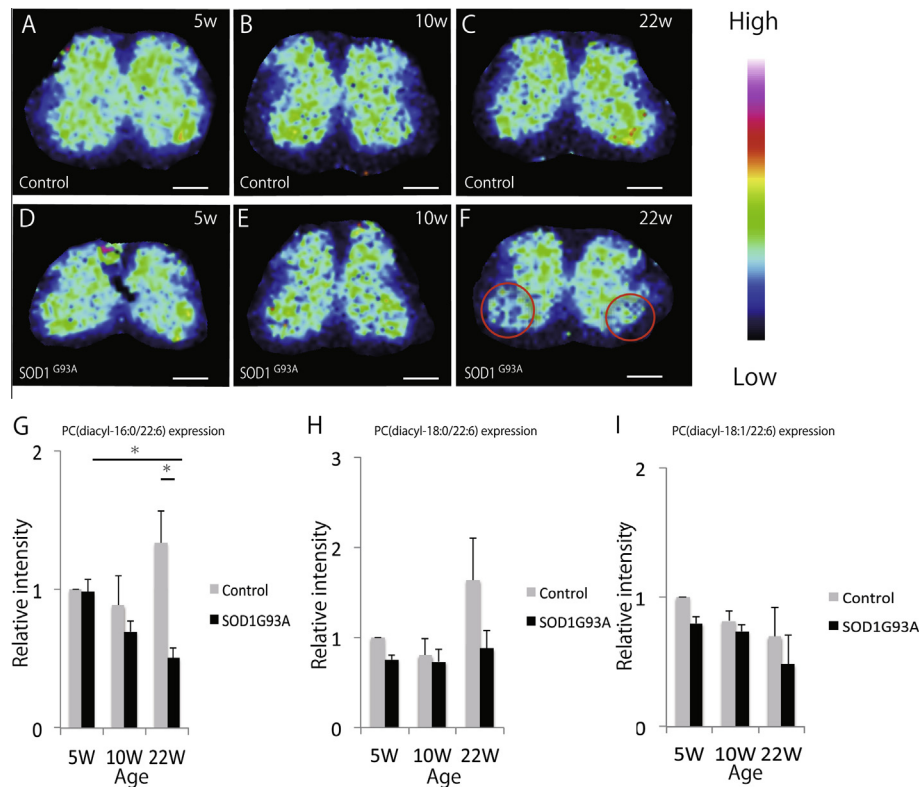 A 5w
Control
B 10w
Control
C 22w
Control
High
D 5w
SOD1 G93A
E 10w
SOD1 G93A
F 22w
SOD1 G93A
Low
G PC(diacyl-16:0/22:6) expression
2
1
0
*
*
Relative intensity
5W 10W 22W
Age
Control
SOD1G93A
H PC(diacyl-18:0/22:6) expression
3
2
1
0
Relative intensity
5W 10W 22W
Age
Control
SOD1G93A
I PC(diacyl-18:1/22:6) expression
2
1
0
Relative intensity
5W 10W 22W
Age
Control
SOD1G93A